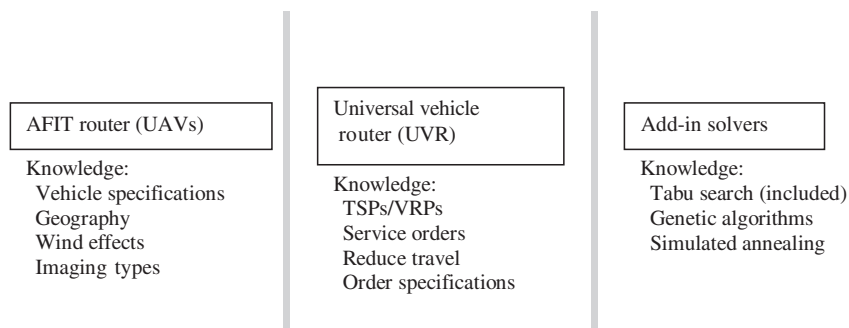 AFIT router (UAVs)
Knowledge:
Vehicle specifications
Geography
Wind effects
Imaging types
Universal vehicle
router (UVR)
Knowledge:
TSPs/VRPs
Service orders
Reduce travel
Order specifications
Add-in solvers
Knowledge:
Tabu search (included)
Genetic algorithms
Simulated annealing